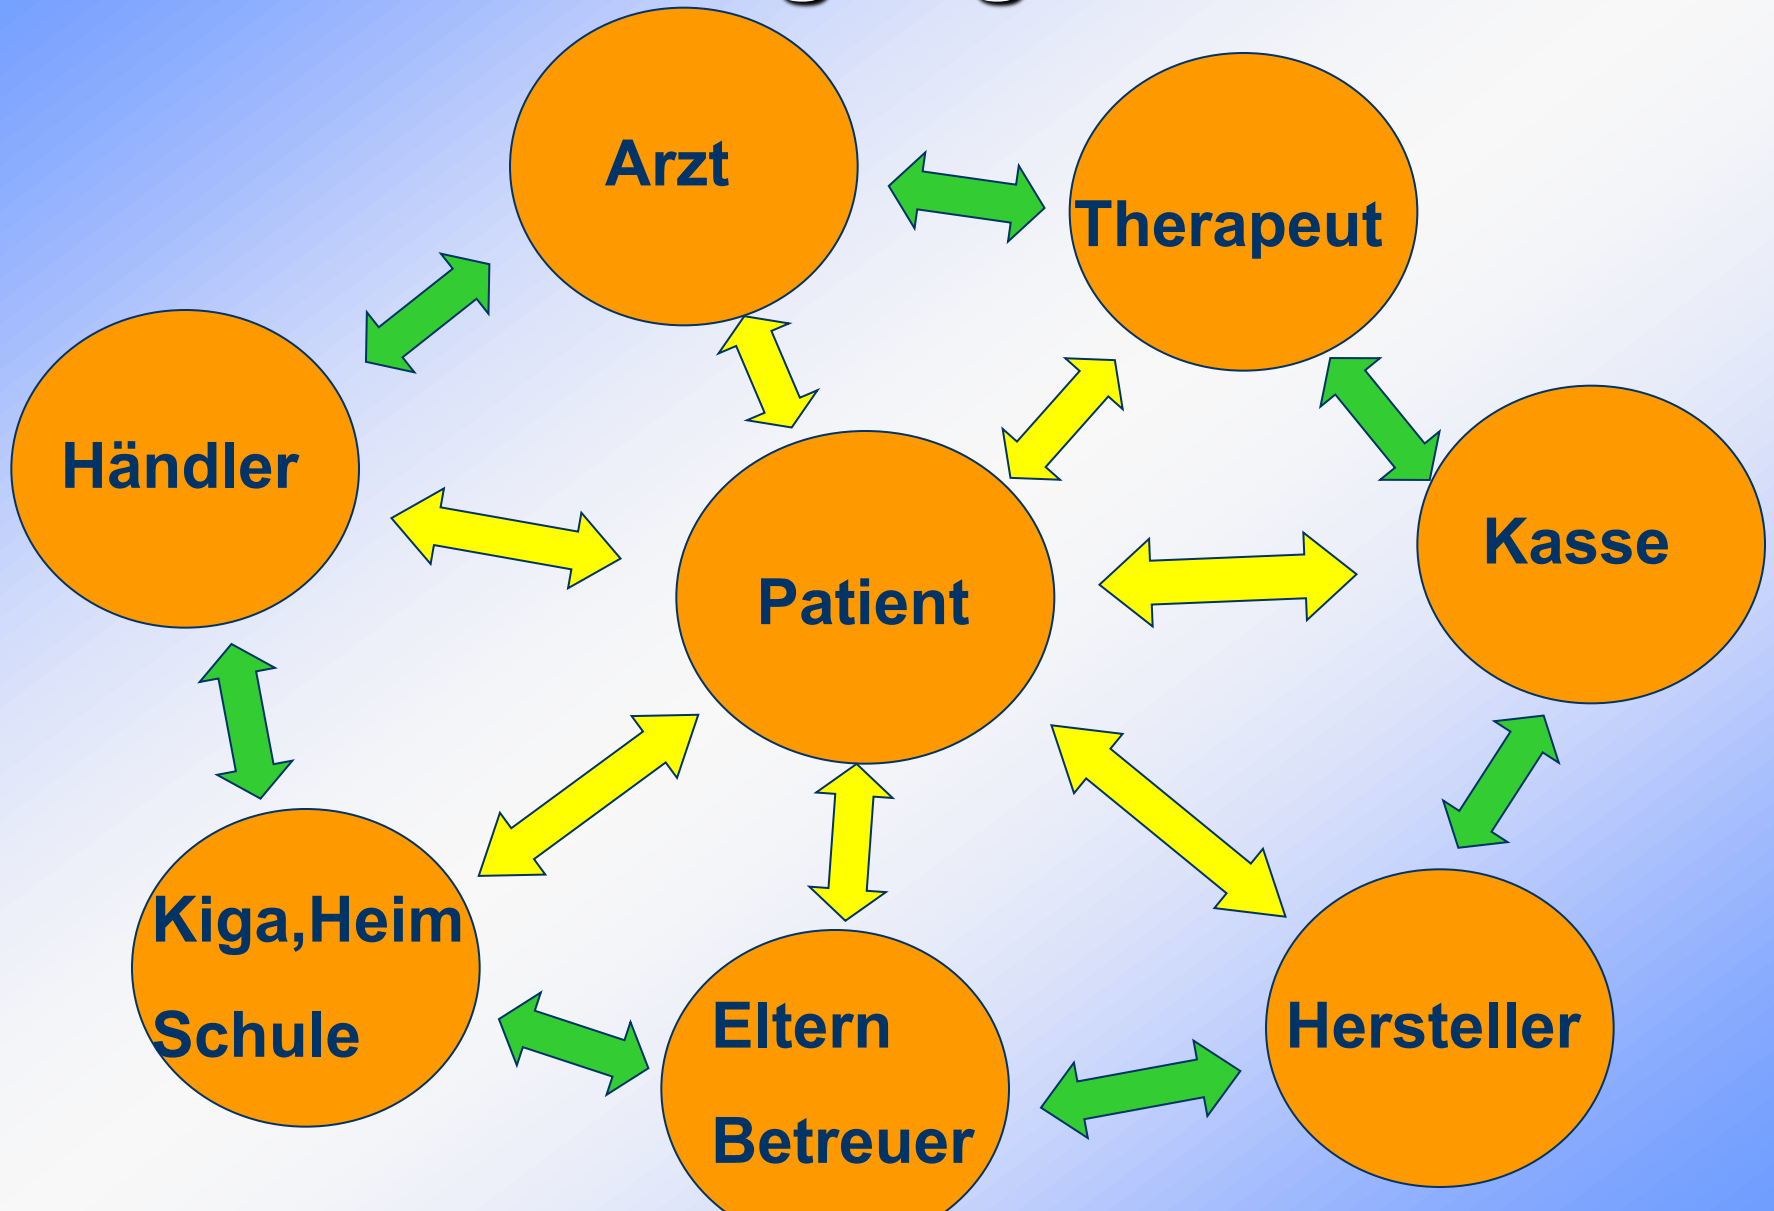 Arzt
Therapeut
Händler
Kasse
Patient
Kiga,Heim
Schule
Eltern
Betreuer
Hersteller